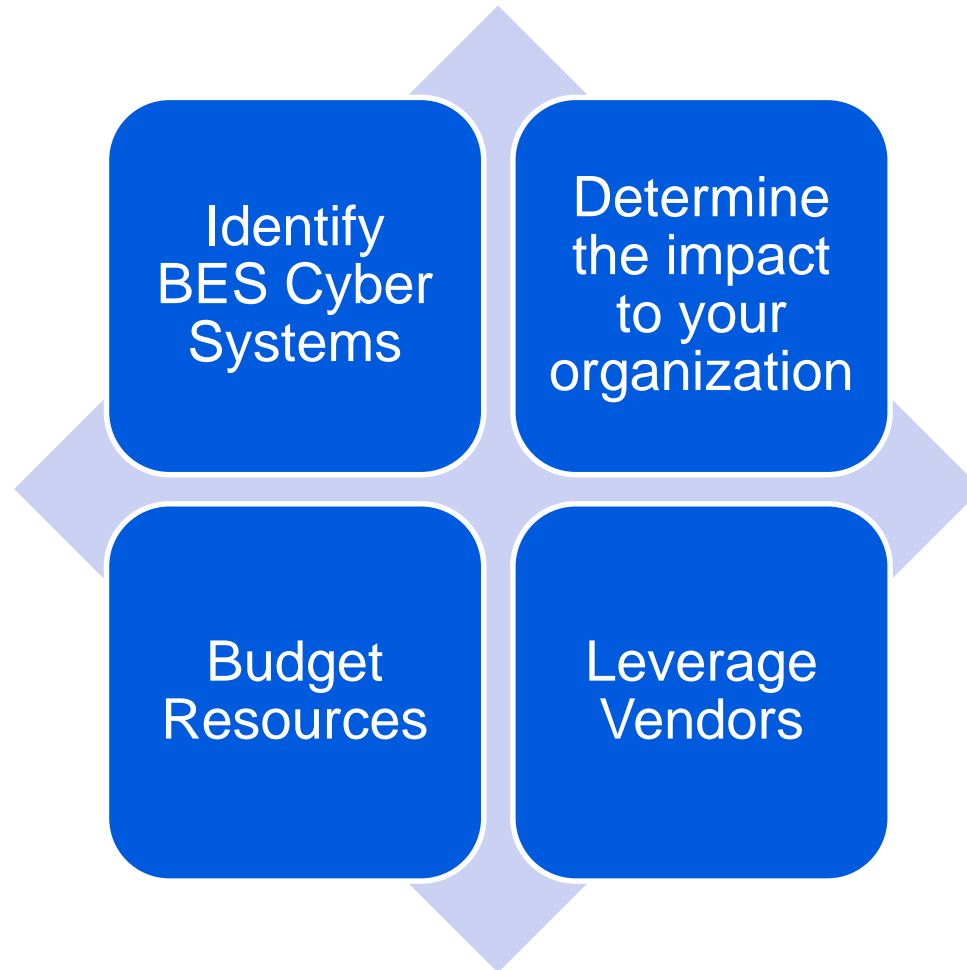 Identify
BES Cyber
Systems
Determine
the impact
to your
organization
Budget
Resources
Leverage
Vendors